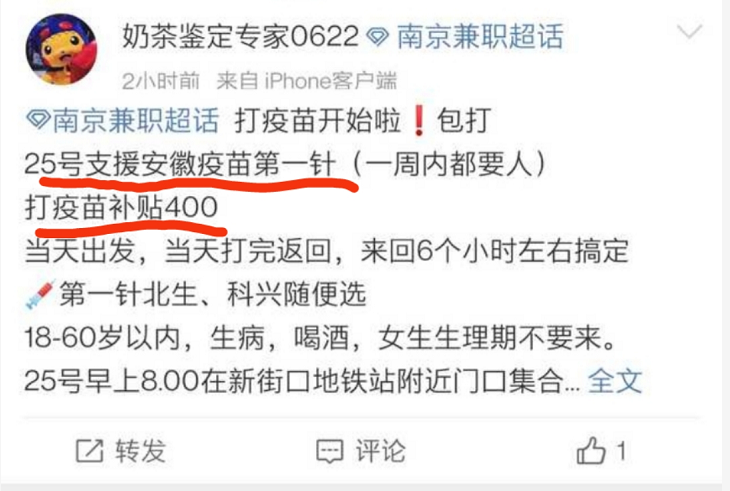 奶茶鉴定专家0622 南京兼职超话
2小时前 来自 iPhone客户端
南京兼职超话 打疫苗开始啦❗包打
25号支援安徽疫苗第一针（一周内都要人）
打疫苗补贴400
当天出发，当天打完返回，来回6个小时左右搞定
💉第一针北生、科兴随便选
18-60岁以内，生病，喝酒，女生生理期不要来。
25号早上8.00在新街口地铁站附近门口集合... 全文
转发 评论 1